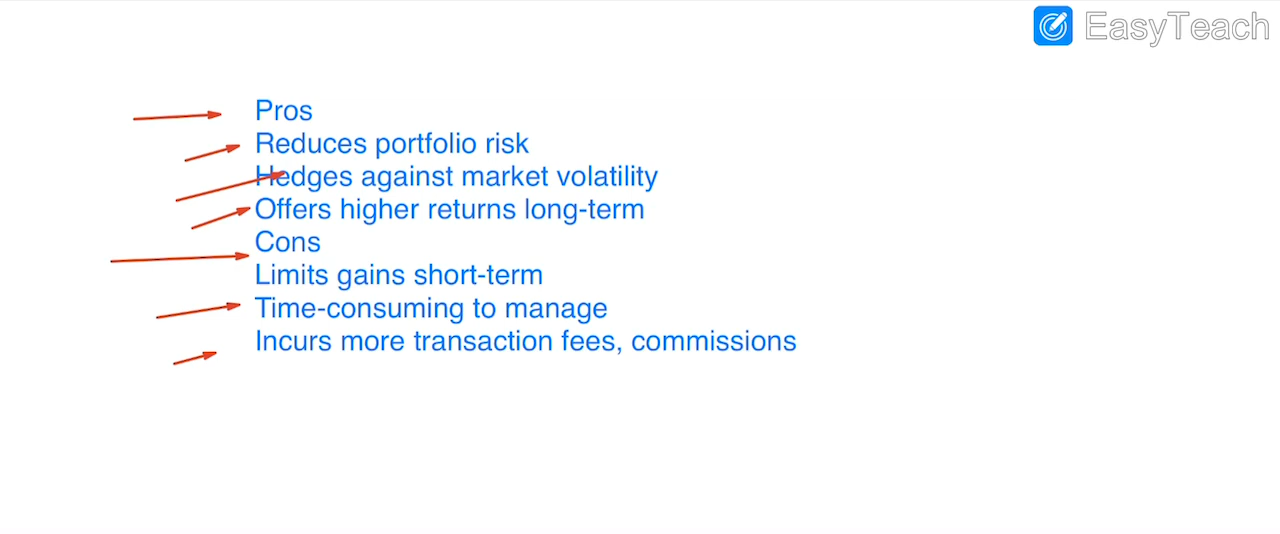 EasyTeach
Pros
Reduces portfolio risk
Hedges against market volatility
Offers higher returns long-term
Cons
Limits gains short-term
Time-consuming to manage
Incurs more transaction fees, commissions